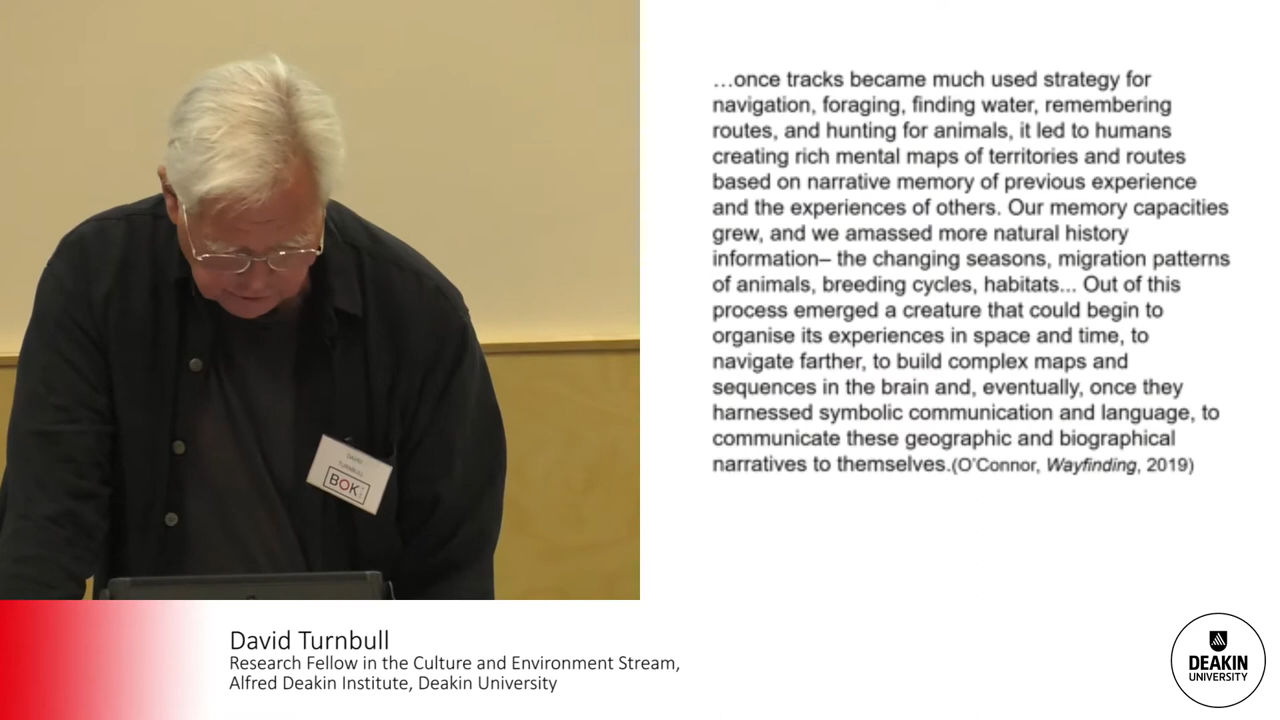 …once tracks became much used strategy for
navigation, foraging, finding water, remembering
routes, and hunting for animals, it led to humans
creating rich mental maps of territories and routes
based on narrative memory of previous experience
and the experiences of others. Our memory capacities
grew, and we amassed more natural history
information– the changing seasons, migration patterns
of animals, breeding cycles, habitats... Out of this
process emerged a creature that could begin to
organise its experiences in space and time, to
navigate farther, to build complex maps and
sequences in the brain and, eventually, once they
harnessed symbolic communication and language, to
communicate these geographic and biographical
narratives to themselves.(O'Connor, Wayfinding, 2019)
DAVID
TURNBULL
BOK
David Turnbull
Research Fellow in the Culture and Environment Stream,
Alfred Deakin Institute, Deakin University
DEAKIN
UNIVERSITY